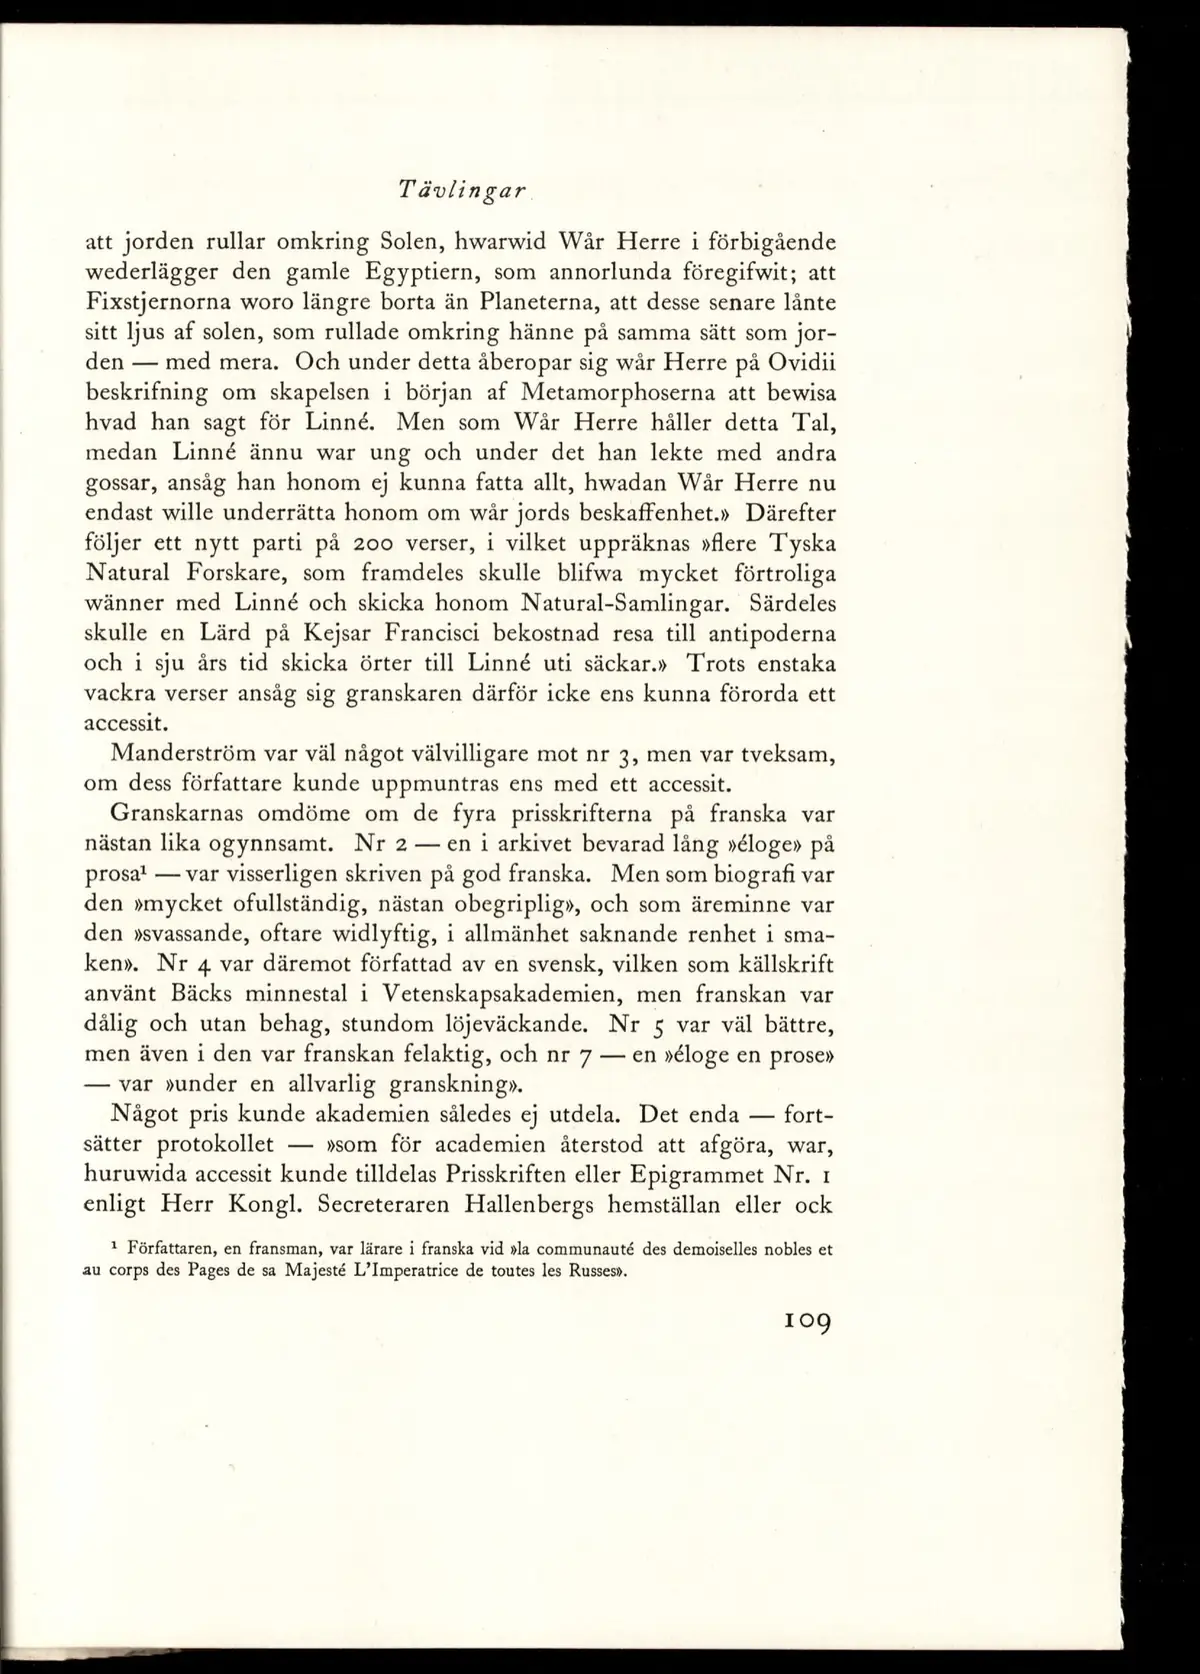 Tävlingar
att jorden rullar omkring Solen, hwarwid Wår Herre i förbigående
wederlägger den gamle Egyptiern, som annorlunda föregifwit; att
Fixstjernorna woro längre borta än Planeterna, att desse senare lånte
sitt ljus af solen, som rullade omkring hänne på samma sätt som jor-
den — med mera. Och under detta åberopar sig wår Herre på Ovidii
beskrifning om skapelsen i början af Metamorphoserna att bewisa
hvad han sagt för Linné. Men som Wår Herre håller detta Tal,
medan Linné ännu war ung och under det han lekte med andra
gossar, ansåg han honom ej kunna fatta allt, hwadan Wår Herre nu
endast wille underrätta honom om wår jords beskaffenhet.» Därefter
följer ett nytt parti på 200 verser, i vilket uppräknas »flere Tyska
Natural Forskare, som framdeles skulle blifwa mycket förtroliga
wänner med Linné och skicka honom Natural-Samlingar. Särdeles
skulle en Lärd på Kejsar Francisci bekostnad resa till antipoderna
och i sju års tid skicka örter till Linné uti säckar.» Trots enstaka
vackra verser ansåg sig granskaren därför icke ens kunna förorda ett
accessit.
Manderström var väl något välvilligare mot nr 3, men var tveksam,
om dess författare kunde uppmuntras ens med ett accessit.
Granskarnas omdöme om de fyra prisskrifterna på franska var
nästan lika ogynnsamt. Nr 2 — en i arkivet bevarad lång »éloge» på
prosa¹ — var visserligen skriven på god franska. Men som biografi var
den »mycket ofullständig, nästan obegriplig», och som äreminne var
den »svassande, oftare widlyftig, i allmänhet saknande renhet i sma-
ken». Nr 4 var däremot författad av en svensk, vilken som källskrift
använt Bäcks minnestal i Vetenskapsakademien, men franskan var
dålig och utan behag, stundom löjeväckande. Nr 5 var väl bättre,
men även i den var franskan felaktig, och nr 7 — en »éloge en prose»
— var »under en allvarlig granskning».
Något pris kunde akademien således ej utdela. Det enda — fort-
sätter protokollet — »som för academien återstod att afgöra, war,
huruwida accessit kunde tilldelas Prisskriften eller Epigrammet Nr. 1
enligt Herr Kongl. Secreteraren Hallenbergs hemställan eller ock
¹ Författaren, en fransman, var lärare i franska vid »la communauté des demoiselles nobles et
au corps des Pages de sa Majesté L'Imperatrice de toutes les Russes».
109